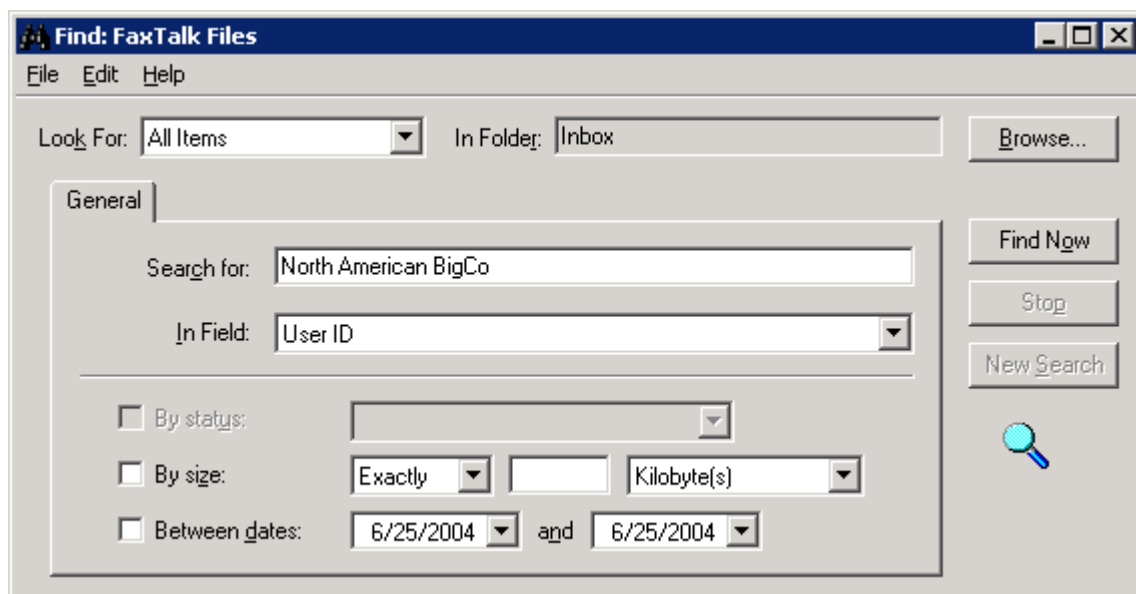 Find: FaxTalk Files
File Edit Help
Look For: All Items In Folder: Inbox Browse...
General
Search for: North American BigCo Find Now
In Field: User ID Stop
New Search
By status:
By size: Exactly Kilobyte(s)
Between dates: 6/25/2004 and 6/25/2004